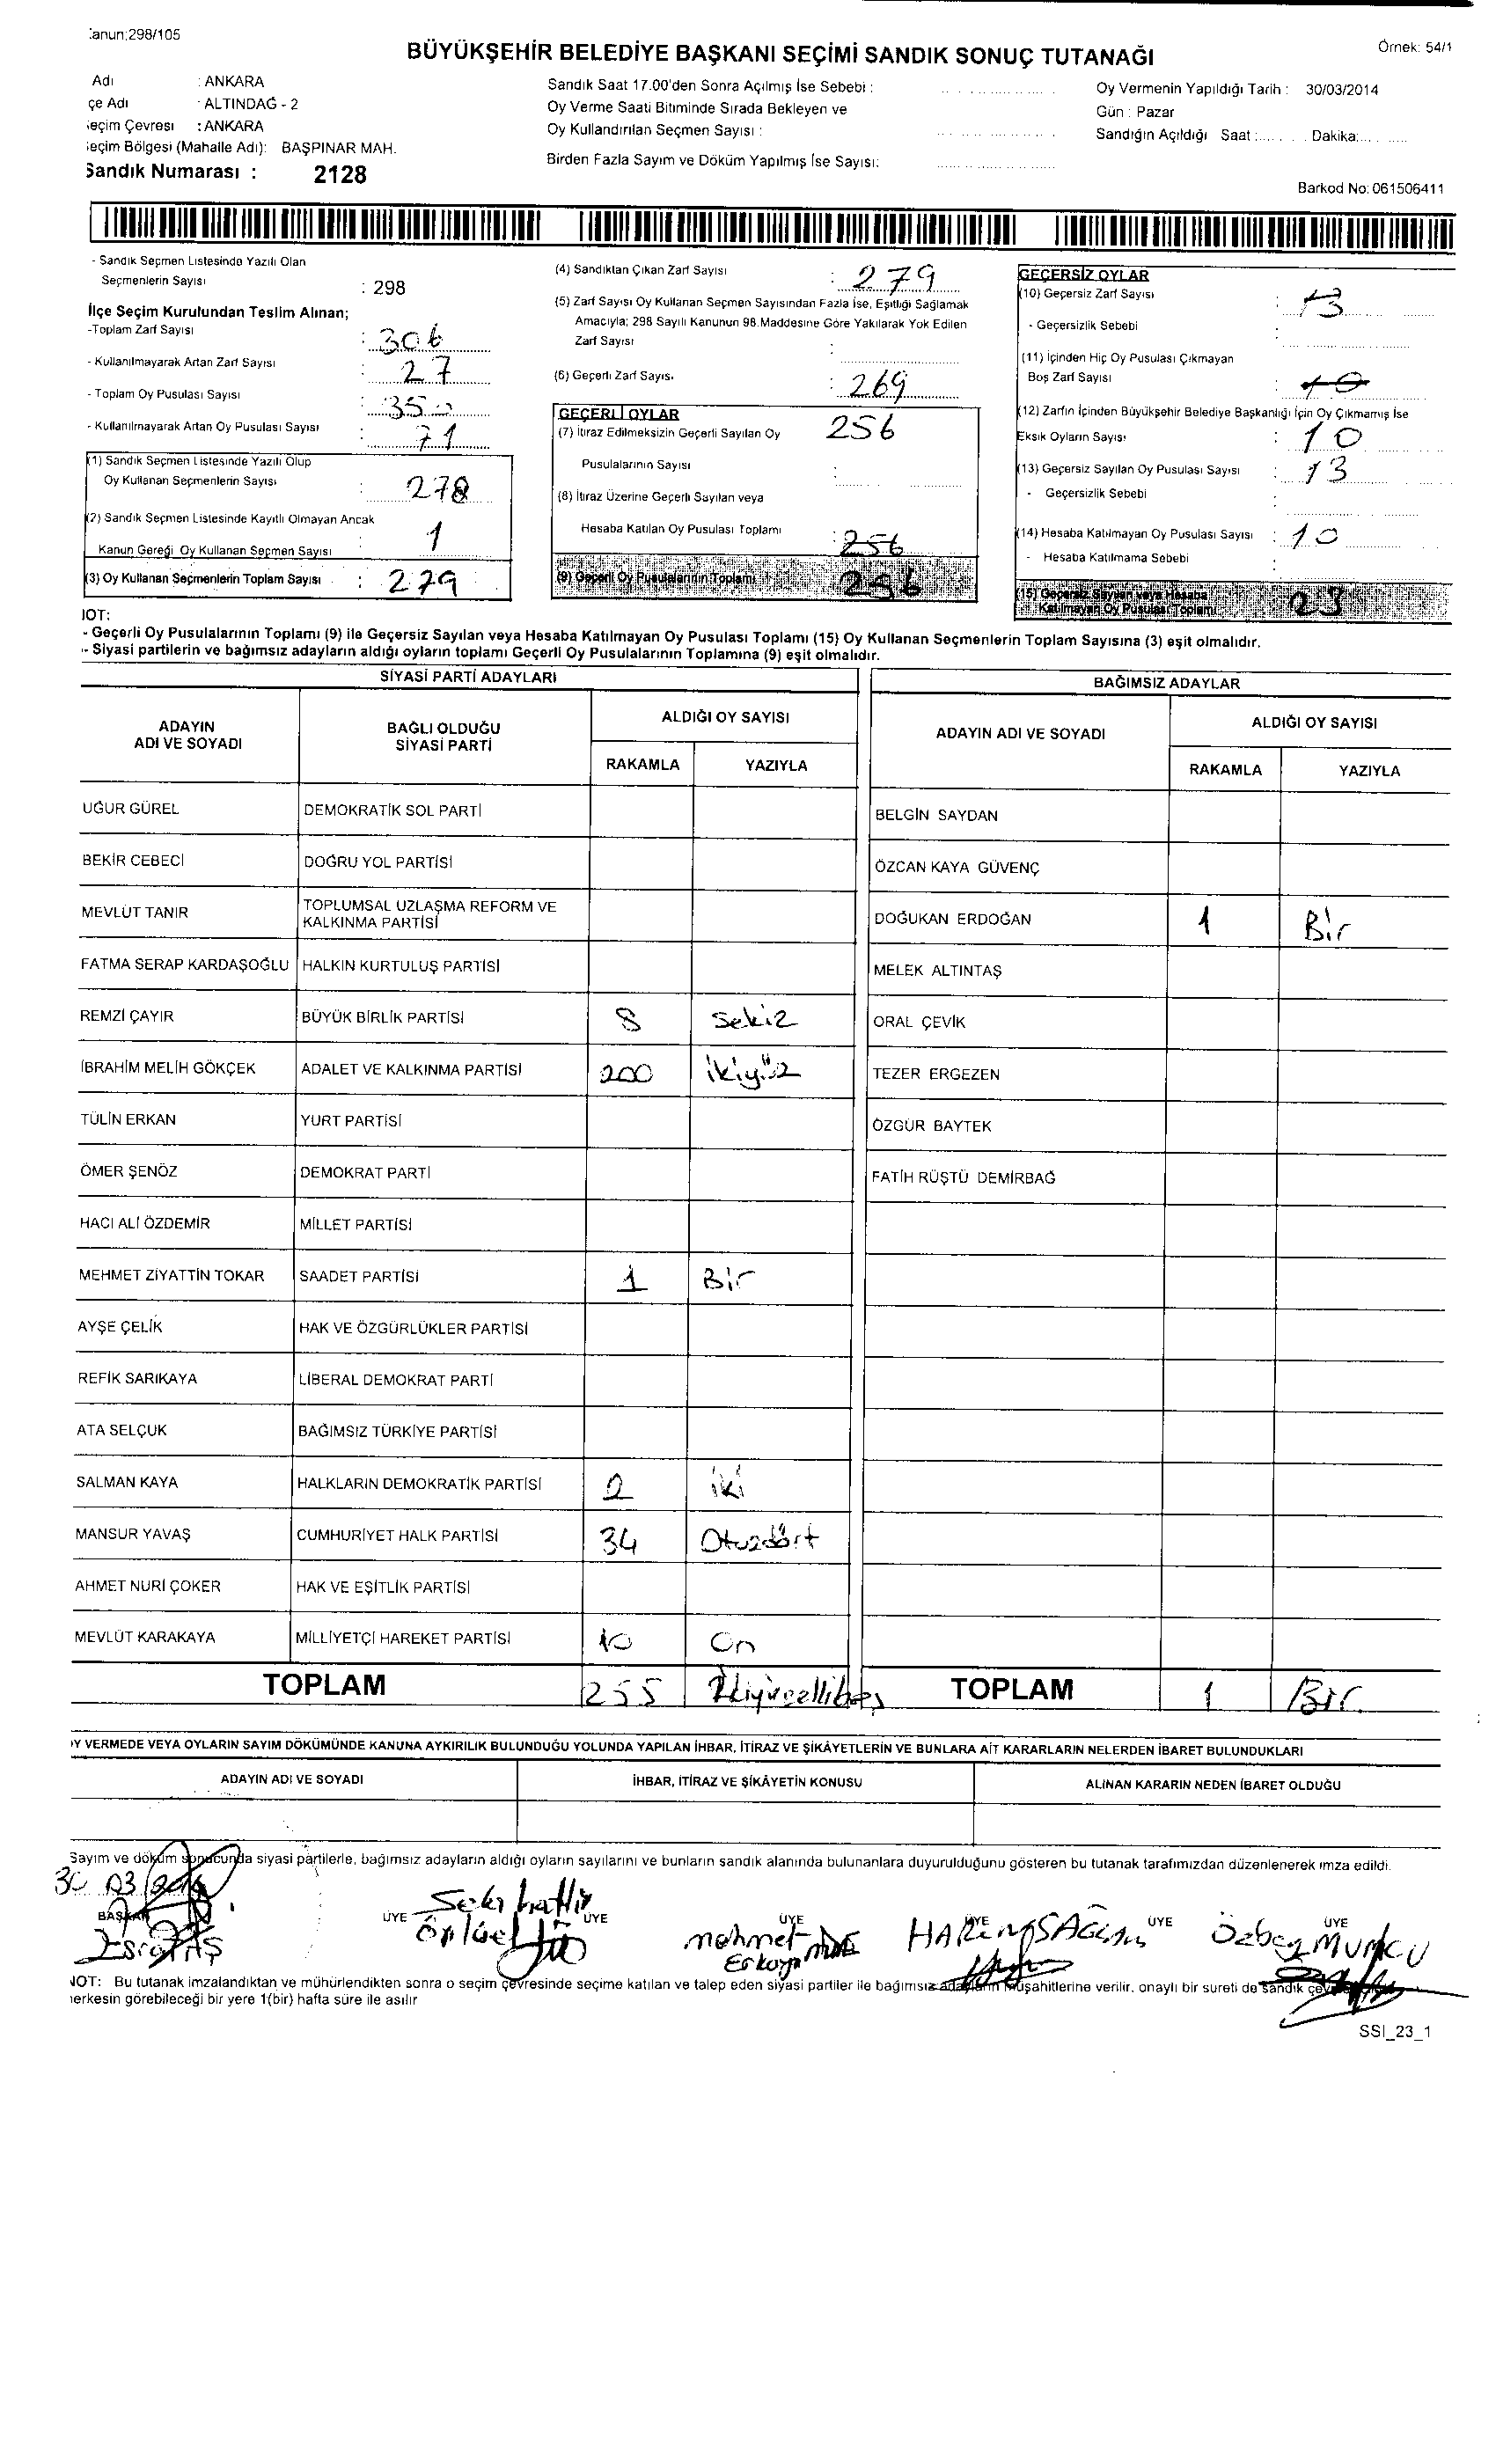 anun:298/105
BÜYÜKŞEHİR BELEDİYE BAŞKANI SEÇİMİ SANDIK SONUÇ TUTANAĞI
Örnek: 54/1
Adı : ANKARA
çe Adı : ALTINDAĞ - 2
eçim Çevresi : ANKARA
eçim Bölgesi (Mahalle Adı): BAŞPINAR MAH.
Sandık Numarası : 2128
Sandık Saat 17.00'den Sonra Açılmış İse Sebebi :
Oy Verme Saati Bitiminde Sırada Bekleyen ve
Oy Kullandırılan Seçmen Sayısı :
Birden Fazla Sayım ve Döküm Yapılmış İse Sayısı:
Oy Vermenin Yapıldığı Tarih : 30/03/2014
Gün : Pazar
Sandığın Açıldığı Saat :........ Dakika:........
Barkod No: 061506411
- Sandık Seçmen Listesinde Yazılı Olan
Seçmenlerin Sayısı : 298
İlçe Seçim Kurulundan Teslim Alınan;
-Toplam Zarf Sayısı : 306
- Kullanılmayarak Artan Zarf Sayısı : 27
- Toplam Oy Pusulası Sayısı : 350
- Kullanılmayarak Artan Oy Pusulası Sayısı : 71
(1) Sandık Seçmen Listesinde Yazılı Olup
Oy Kullanan Seçmenlerin Sayısı : 278
(2) Sandık Seçmen Listesinde Kayıtlı Olmayan Ancak
Kanun Gereği Oy Kullanan Seçmen Sayısı : 1
(3) Oy Kullanan Seçmenlerin Toplam Sayısı : 279
(4) Sandıktan Çıkan Zarf Sayısı : 279
(5) Zarf Sayısı Oy Kullanan Seçmen Sayısından Fazla İse, Eşitliği Sağlamak
Amacıyla; 298 Sayılı Kanunun 98.Maddesine Göre Yakılarak Yok Edilen
Zarf Sayısı :
(6) Geçerli Zarf Sayısı : 269
GEÇERLİ OYLAR
(7) İtiraz Edilmeksizin Geçerli Sayılan Oy 256
Pusulalarının Sayısı :
(8) İtiraz Üzerine Geçerli Sayılan veya
Hesaba Katılan Oy Pusulası Toplamı : 256
(9) Geçerli Oy Pusulalarının Toplamı : 256
GEÇERSİZ OYLAR
(10) Geçersiz Zarf Sayısı : 13
- Geçersizlik Sebebi :
(11) İçinden Hiç Oy Pusulası Çıkmayan
Boş Zarf Sayısı : 10
(12) Zarfın İçinden Büyükşehir Belediye Başkanlığı İçin Oy Çıkmamış İse
Eksik Oyların Sayısı : 10
(13) Geçersiz Sayılan Oy Pusulası Sayısı : 13
- Geçersizlik Sebebi :
(14) Hesaba Katılmayan Oy Pusulası Sayısı : 10
- Hesaba Katılmama Sebebi :
(15) Geçersiz Sayılan veya Hesaba
Katılmayan Oy Pusulası Toplamı 23
NOT:
- Geçerli Oy Pusulalarının Toplamı (9) ile Geçersiz Sayılan veya Hesaba Katılmayan Oy Pusulası Toplamı (15) Oy Kullanan Seçmenlerin Toplam Sayısına (3) eşit olmalıdır.
- Siyasi partilerin ve bağımsız adayların aldığı oyların toplamı Geçerli Oy Pusulalarının Toplamına (9) eşit olmalıdır.
SİYASİ PARTİ ADAYLARI
ADAYIN ADI VE SOYADI
BAĞLI OLDUĞU SİYASİ PARTİ
ALDIĞI OY SAYISI
RAKAMLA YAZIYLA
UĞUR GÜREL DEMOKRATİK SOL PARTİ
BEKİR CEBECİ DOĞRU YOL PARTİSİ
MEVLÜT TANIR TOPLUMSAL UZLAŞMA REFORM VE KALKINMA PARTİSİ
FATMA SERAP KARDAŞOĞLU HALKIN KURTULUŞ PARTİSİ
REMZİ ÇAYIR BÜYÜK BİRLİK PARTİSİ 8 Sekiz
İBRAHİM MELİH GÖKÇEK ADALET VE KALKINMA PARTİSİ 200 ikiyüz
TÜLİN ERKAN YURT PARTİSİ
ÖMER ŞENÖZ DEMOKRAT PARTİ
HACI ALİ ÖZDEMİR MİLLET PARTİSİ
MEHMET ZİYATTİN TOKAR SAADET PARTİSİ 1 Bir
AYŞE ÇELİK HAK VE ÖZGÜRLÜKLER PARTİSİ
REFİK SARIKAYA LİBERAL DEMOKRAT PARTİ
ATA SELÇUK BAĞIMSIZ TÜRKİYE PARTİSİ
SALMAN KAYA HALKLARIN DEMOKRATİK PARTİSİ 2 iki
MANSUR YAVAŞ CUMHURİYET HALK PARTİSİ 34 Otuzdört
AHMET NURİ ÇOKER HAK VE EŞİTLİK PARTİSİ
MEVLÜT KARAKAYA MİLLİYETÇİ HAREKET PARTİSİ 10 On
TOPLAM 255 İkiyüzellibeş
BAĞIMSIZ ADAYLAR
ADAYIN ADI VE SOYADI
ALDIĞI OY SAYISI
RAKAMLA YAZIYLA
BELGİN SAYDAN
ÖZCAN KAYA GÜVENÇ
DOĞUKAN ERDOĞAN 1 Bir
MELEK ALTINTAŞ
ORAL ÇEVİK
TEZER ERGEZEN
ÖZGÜR BAYTEK
FATİH RÜŞTÜ DEMİRBAĞ
TOPLAM 1 Bir
Y VERMEDE VEYA OYLARIN SAYIM DÖKÜMÜNDE KANUNA AYKIRILIK BULUNDUĞU YOLUNDA YAPILAN İHBAR, İTİRAZ VE ŞİKÂYETLERİN VE BUNLARA AİT KARARLARIN NELERDEN İBARET BULUNDUKLARI
ADAYIN ADI VE SOYADI
İHBAR, İTİRAZ VE ŞİKÂYETİN KONUSU
ALINAN KARARIN NEDEN İBARET OLDUĞU
Sayım ve döküm sonucunda siyasi partilerle, bağımsız adayların aldığı oyların sayılarını ve bunların sandık alanında bulunanlara duyurulduğunu gösteren bu tutanak tarafımızdan düzenlenerek imza edildi.
BAŞKAN ÜYE ÜYE ÜYE ÜYE ÜYE ÜYE
mehmet
Özbey MUMCU
NOT: Bu tutanak imzalandıktan ve mühürlendikten sonra o seçim çevresinde seçime katılan ve talep eden siyasi partiler ile bağımsız adayların müşahitlerine verilir, onaylı bir sureti de sandık
herkesin görebileceği bir yere 1(bir) hafta süre ile asılır
SSI_23_1